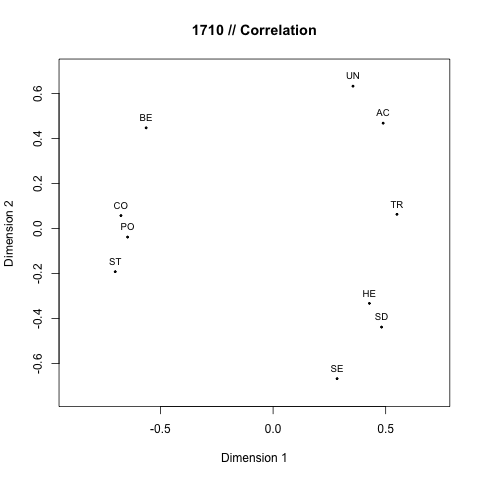 1710 // Correlation
UN
AC
BE
TR
CO
PO
ST
HE
SD
SE
0.6
0.4
0.2
0.0
-0.2
-0.4
-0.6
Dimension 2
-0.5
0.0
0.5
Dimension 1